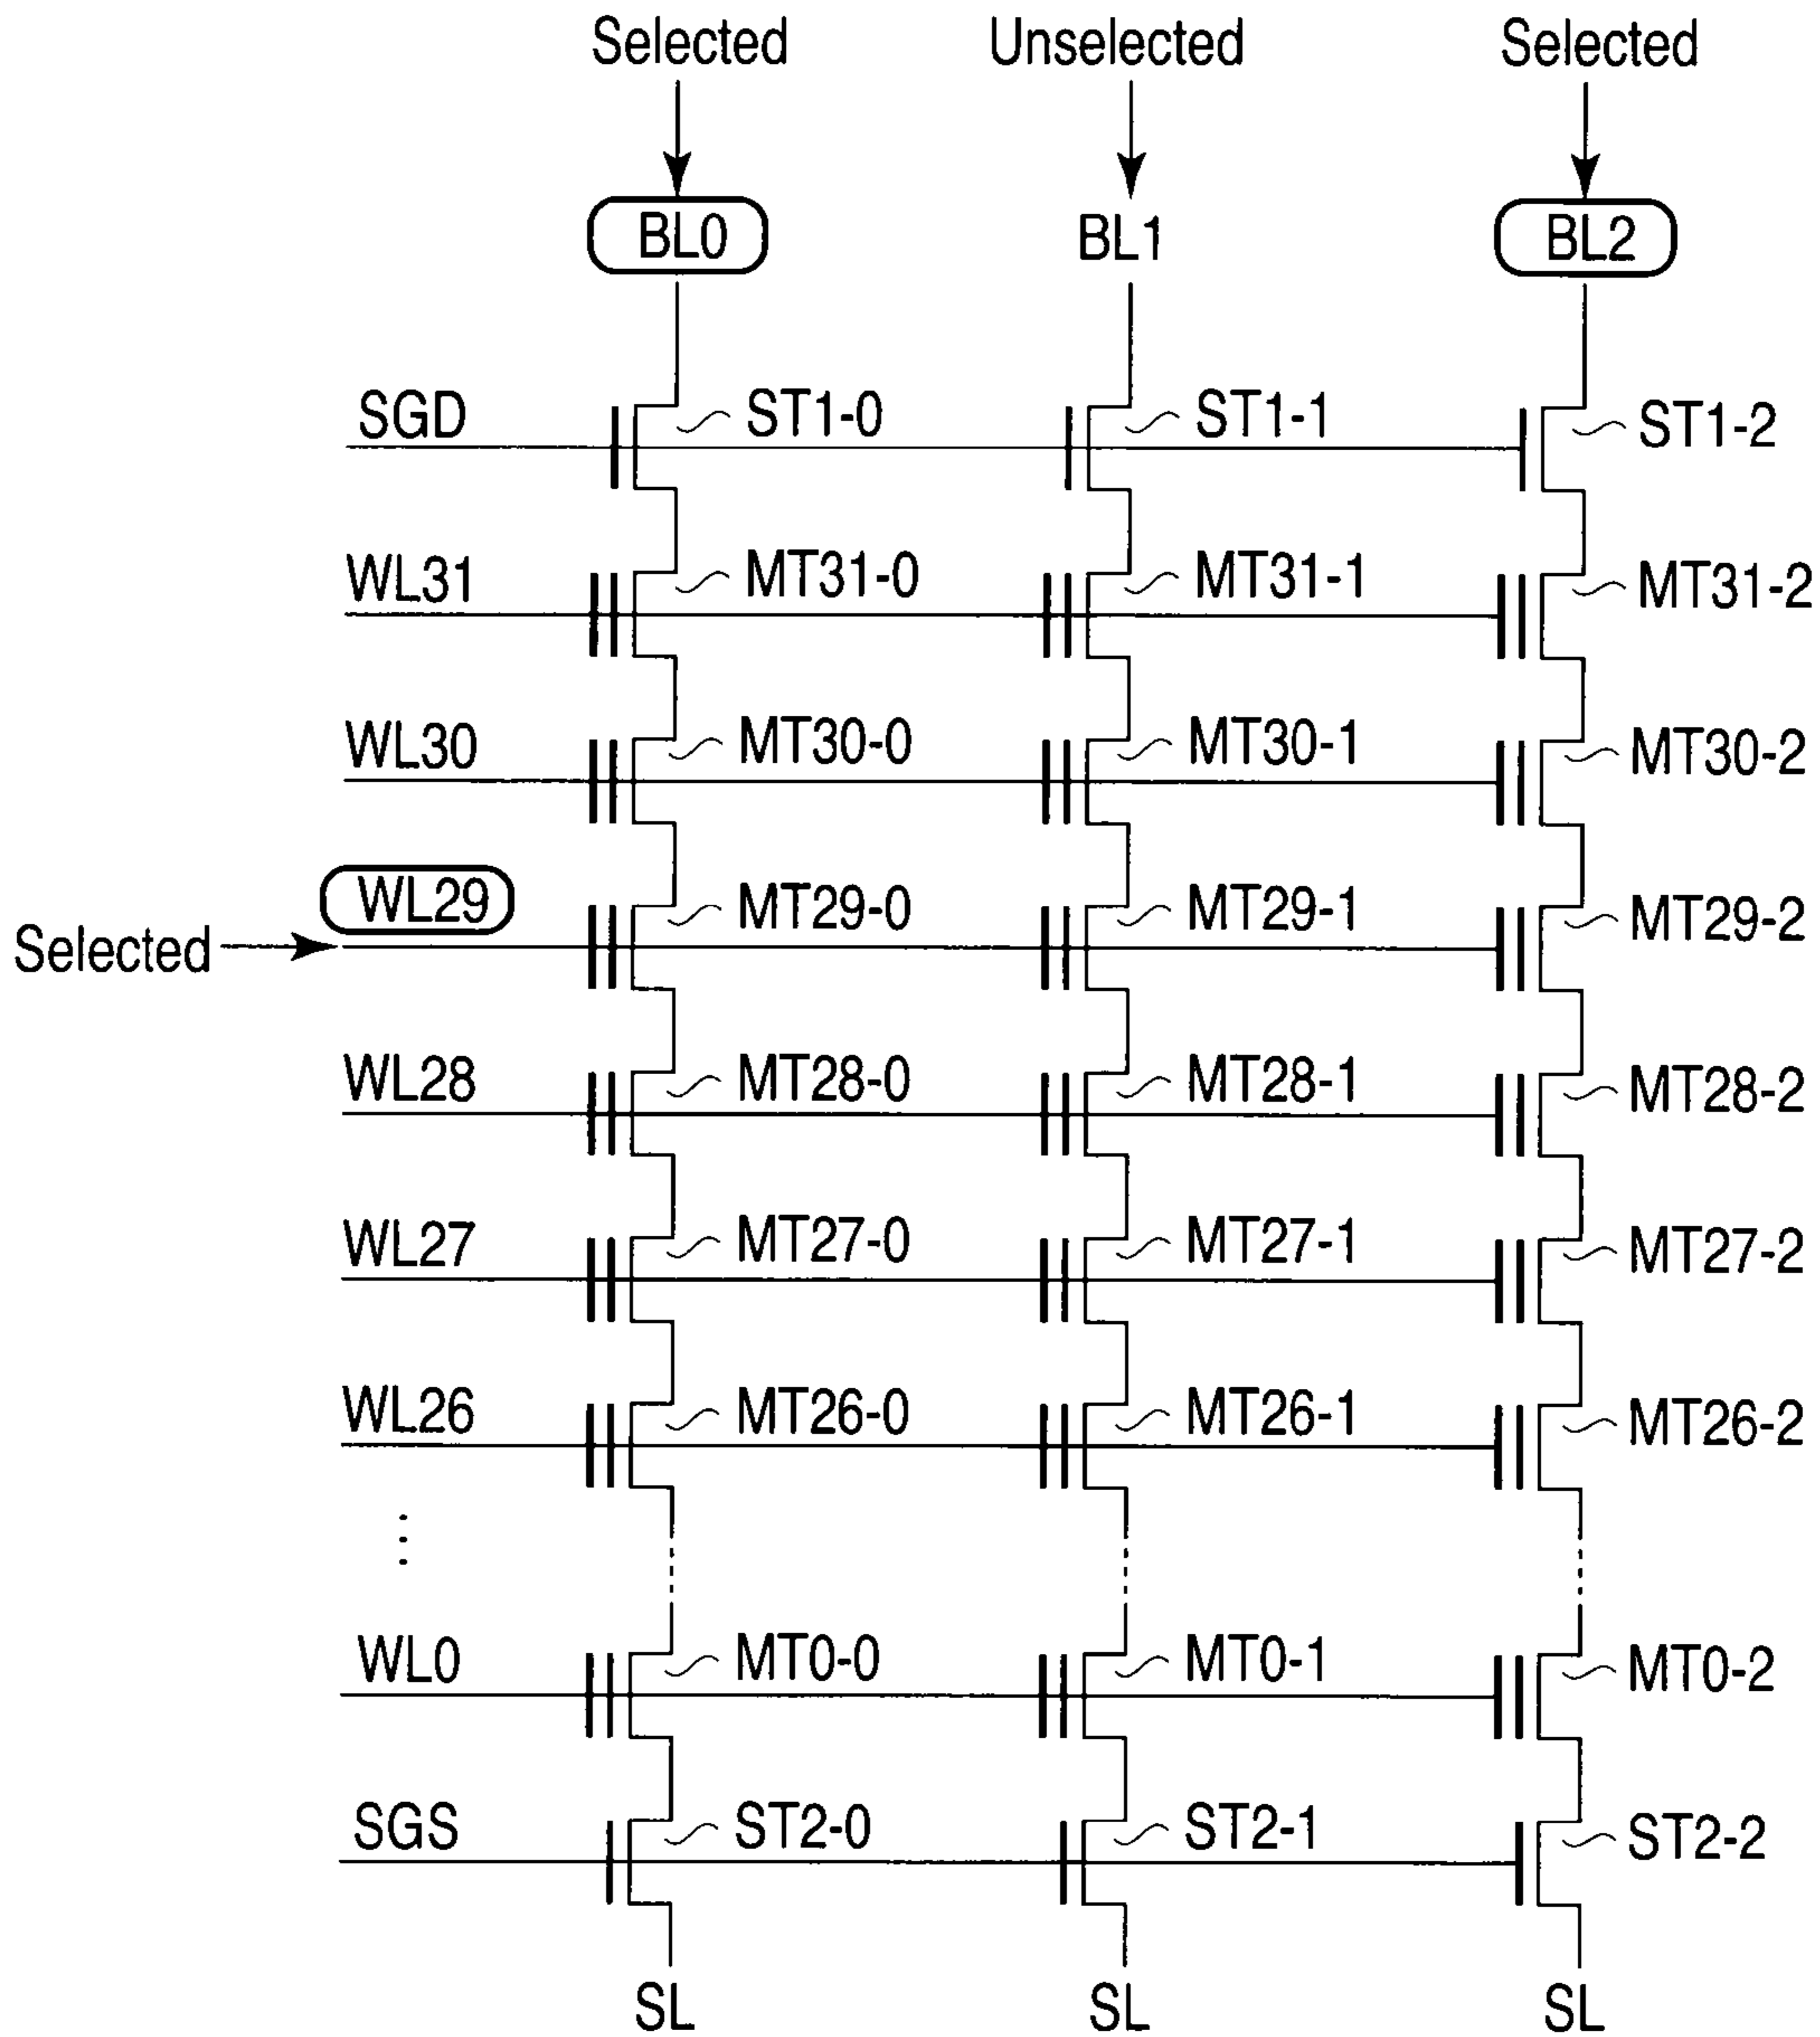 Selected Unselected Selected
BL0 BL1 BL2
SGD ST1-0 ST1-1 ST1-2
WL31 MT31-0 MT31-1 MT31-2
WL30 MT30-0 MT30-1 MT30-2
WL29 MT29-0 MT29-1 MT29-2
Selected
WL28 MT28-0 MT28-1 MT28-2
WL27 MT27-0 MT27-1 MT27-2
WL26 MT26-0 MT26-1 MT26-2
⋮
WL0 MT0-0 MT0-1 MT0-2
SGS ST2-0 ST2-1 ST2-2
SL SL SL